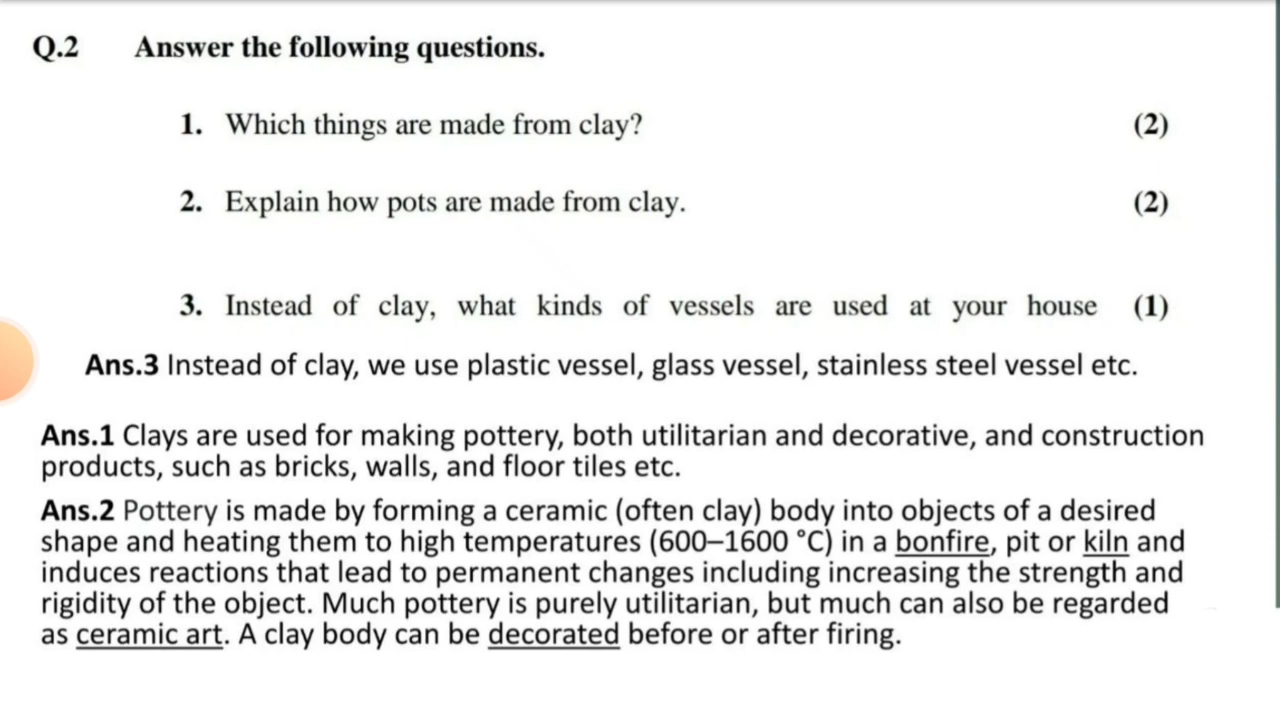 Q.2 Answer the following questions.
1. Which things are made from clay? (2)
2. Explain how pots are made from clay. (2)
3. Instead of clay, what kinds of vessels are used at your house (1)
Ans.3 Instead of clay, we use plastic vessel, glass vessel, stainless steel vessel etc.
Ans.1 Clays are used for making pottery, both utilitarian and decorative, and construction
products, such as bricks, walls, and floor tiles etc.
Ans.2 Pottery is made by forming a ceramic (often clay) body into objects of a desired
shape and heating them to high temperatures (600–1600 °C) in a bonfire, pit or kiln and
induces reactions that lead to permanent changes including increasing the strength and
rigidity of the object. Much pottery is purely utilitarian, but much can also be regarded
as ceramic art. A clay body can be decorated before or after firing.